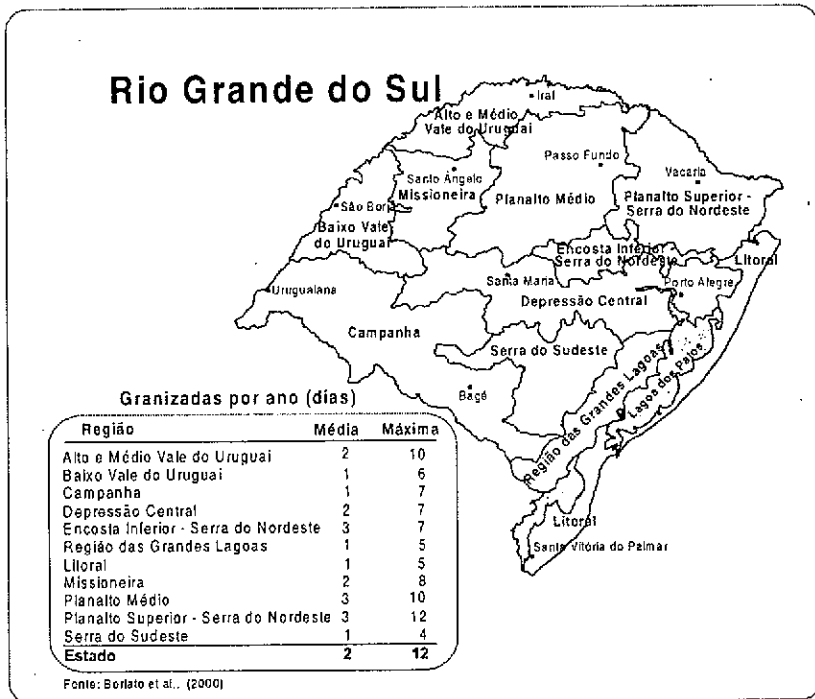 Rio Grande do Sul
Iraí
Alto e Médio
Vale do Uruguai
Passo Fundo
Vacaria
Santo Ângelo
Missioneira
Planalto Médio
Planalto Superior -
Serra do Nordeste
São Borja
Baixo Vale
do Uruguai
Encosta Inferior -
Serra do Nordeste
Litoral
Santa Maria
Porto Alegre
Uruguaiana
Depressão Central
Campanha
Serra do Sudeste
Bagé
Região das Grandes Lagoas
Lagos dos Patos
Litoral
Santa Vitória do Palmar
Granizadas por ano (días)
Região Média Máxima
Alto e Médio Vale do Uruguai 2 10
Baixo Vale do Uruguai 1 6
Campanha 1 7
Depressão Central 2 7
Encosta Inferior - Serra do Nordeste 3 7
Região das Grandes Lagoas 1 5
Litoral 1 5
Missioneira 2 8
Planalto Médio 3 10
Planalto Superior - Serra do Nordeste 3 12
Serra do Sudeste 1 4
Estado 2 12
Fonte: Berlato et al., (2000)